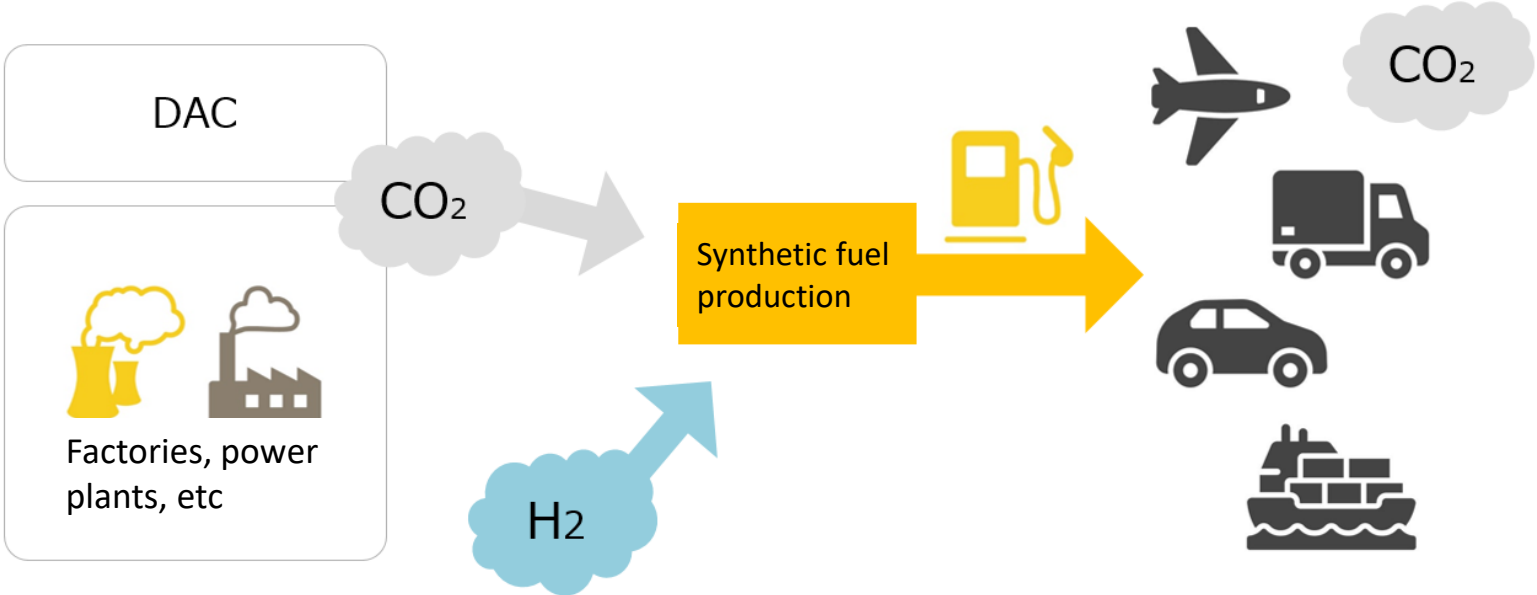 DAC
CO₂
Factories, power
plants, etc
H2
Synthetic fuel
production
CO₂